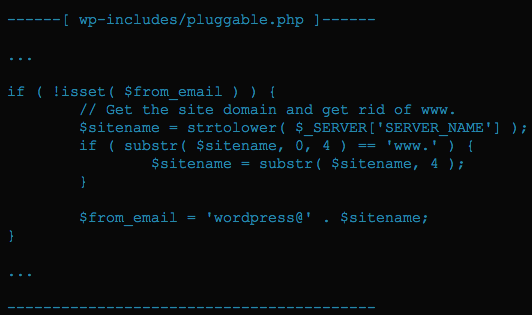 ------[ wp-includes/pluggable.php ]------
...
if ( !isset( $from_email ) ) {
// Get the site domain and get rid of www.
$sitename = strtolower( $_SERVER['SERVER_NAME'] );
if ( substr( $sitename, 0, 4 ) == 'www.' ) {
$sitename = substr( $sitename, 4 );
}
$from_email = 'wordpress@' . $sitename;
}
...
-----------------------------------------